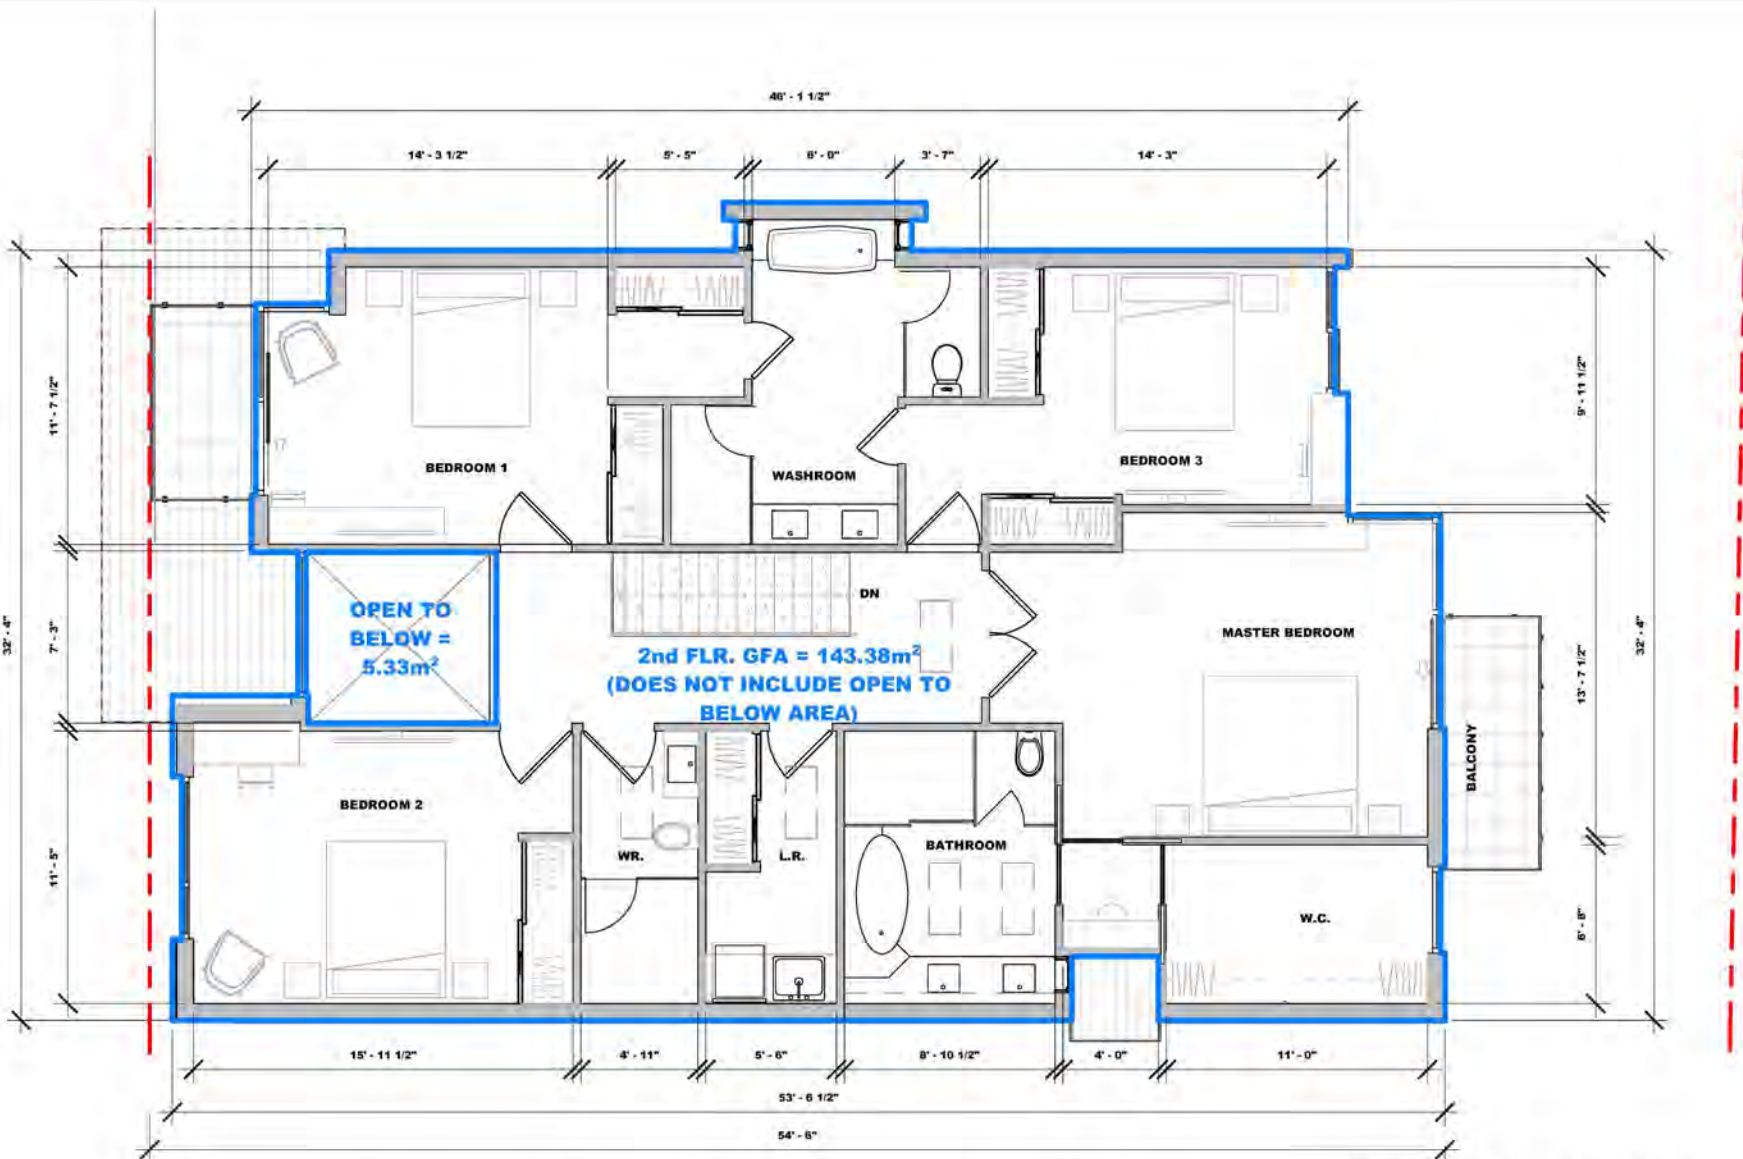 46' - 1 1/2"
14' - 3 1/2"
5' - 5"
6' - 0"
3' - 7"
14' - 3"
32' - 4"
11' - 7 1/2"
7' - 3"
11' - 5"
9' - 11 1/2"
13' - 7 1/2"
6' - 8"
32' - 4"
BEDROOM 1
WASHROOM
BEDROOM 3
DN
OPEN TO
BELOW =
5.33m²
MASTER BEDROOM
2nd FLR. GFA = 143.38m²
(DOES NOT INCLUDE OPEN TO
BELOW AREA)
BALCONY
BEDROOM 2
WR.
L.R.
BATHROOM
W.C.
15' - 11 1/2"
4' - 11"
5' - 6"
8' - 10 1/2"
4' - 0"
11' - 0"
53' - 6 1/2"
54' - 6"